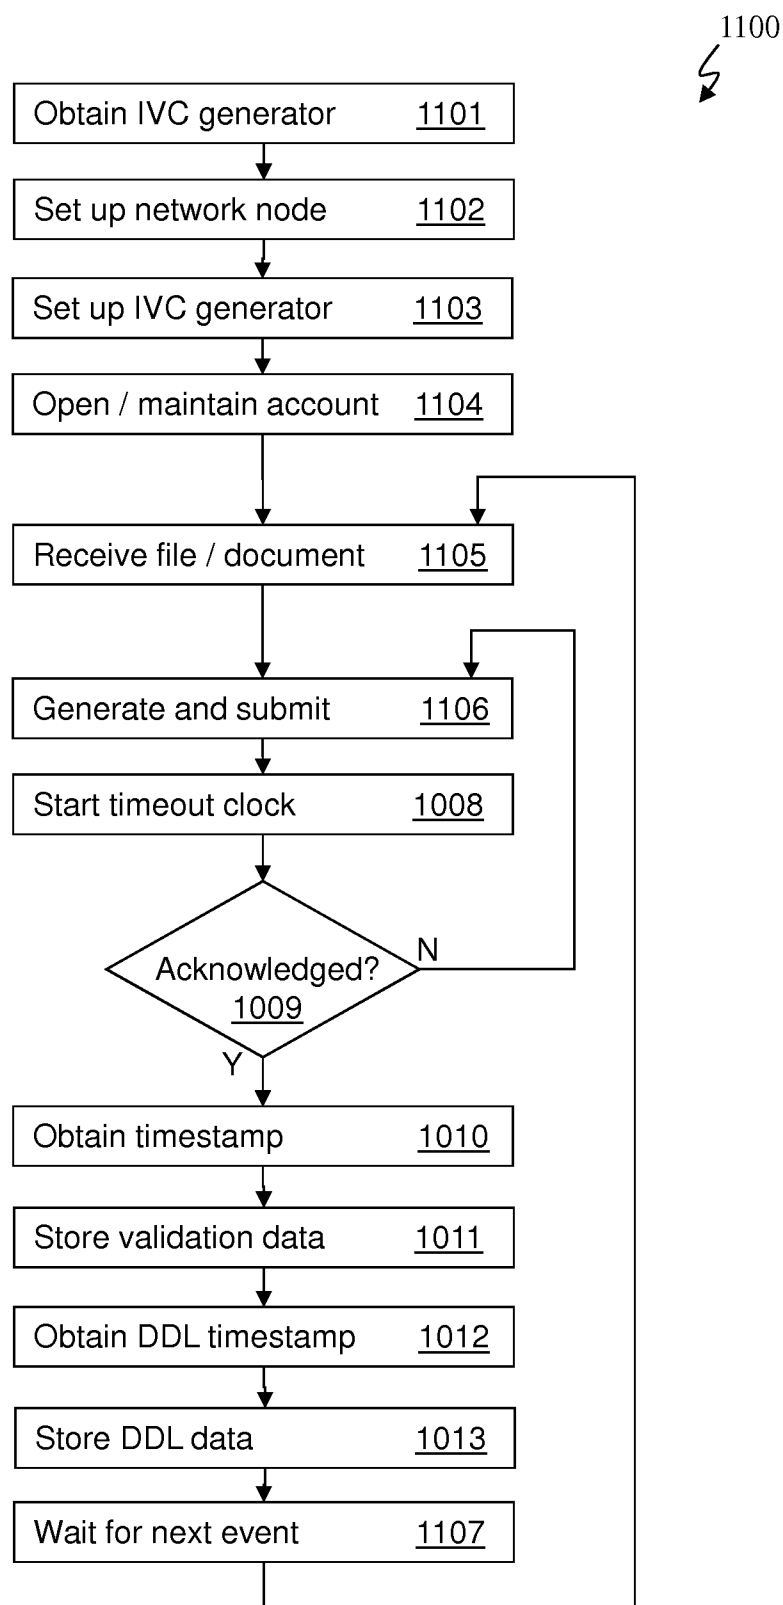 1100
Obtain IVC generator 1101
Set up network node 1102
Set up IVC generator 1103
Open / maintain account 1104
Receive file / document 1105
Generate and submit 1106
Start timeout clock 1008
N
Acknowledged?
1009
Y
Obtain timestamp 1010
Store validation data 1011
Obtain DDL timestamp 1012
Store DDL data 1013
Wait for next event 1107